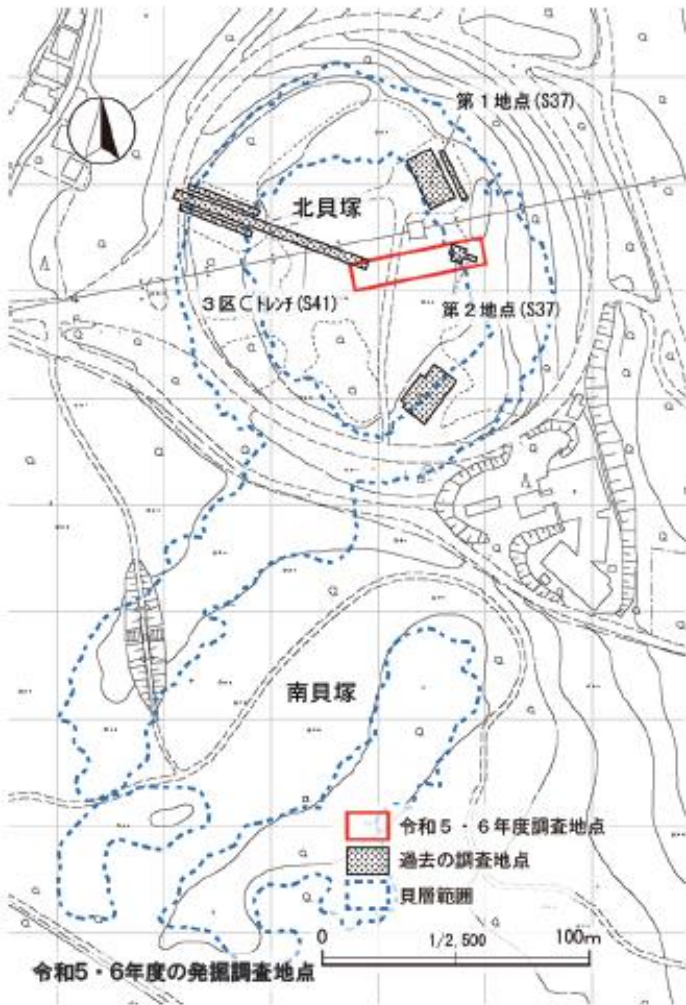 第1地点(S37)
北貝塚
3区Cトレンチ(S41)
第2地点(S37)
南貝塚
令和5・6年度調査地点
過去の調査地点
貝層範囲
0 1/2,500 100m
令和5・6年度の発掘調査地点